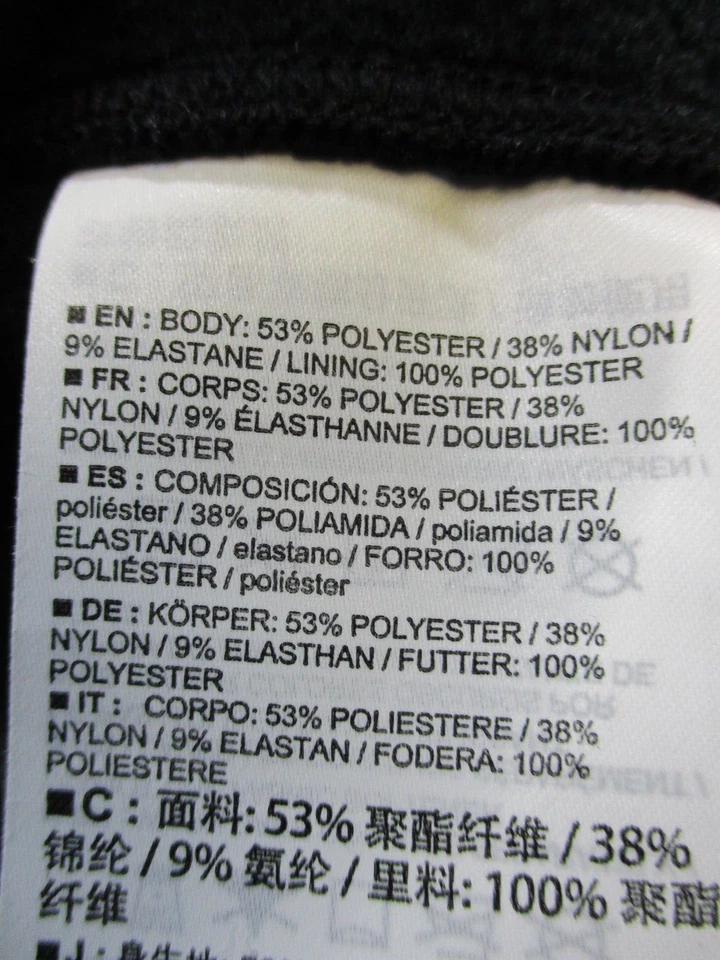 EN : BODY: 53% POLYESTER / 38% NYLON /
9% ELASTANE / LINING: 100% POLYESTER
FR : CORPS: 53% POLYESTER / 38%
NYLON / 9% ÉLASTHANNE / DOUBLURE: 100%
POLYESTER
ES : COMPOSICIÓN: 53% POLIÉSTER /
poliéster / 38% POLIAMIDA / poliamida / 9%
ELASTANO / elastano / FORRO: 100%
POLIÉSTER / poliéster
DE : KÖRPER: 53% POLYESTER / 38%
NYLON / 9% ELASTHAN / FUTTER: 100%
POLYESTER
IT : CORPO: 53% POLIESTERE / 38%
NYLON / 9% ELASTAN / FODERA: 100%
POLIESTERE
C : 面料: 53% 聚酯纤维 / 38%
锦纶 / 9% 氨纶 / 里料: 100% 聚酯
纤维
J : 身生地: